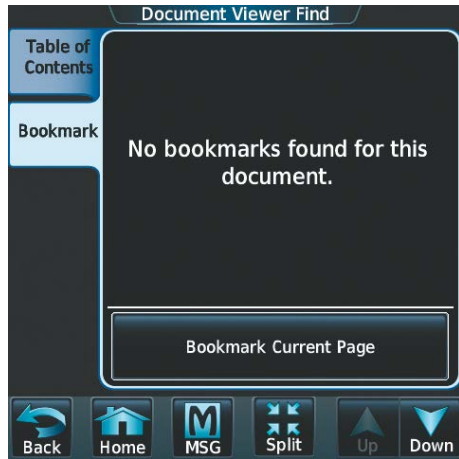 Document Viewer Find
Table of
Contents
Bookmark
No bookmarks found for this
document.
Bookmark Current Page
Back
Home
M
MSG
Split
Up
Down